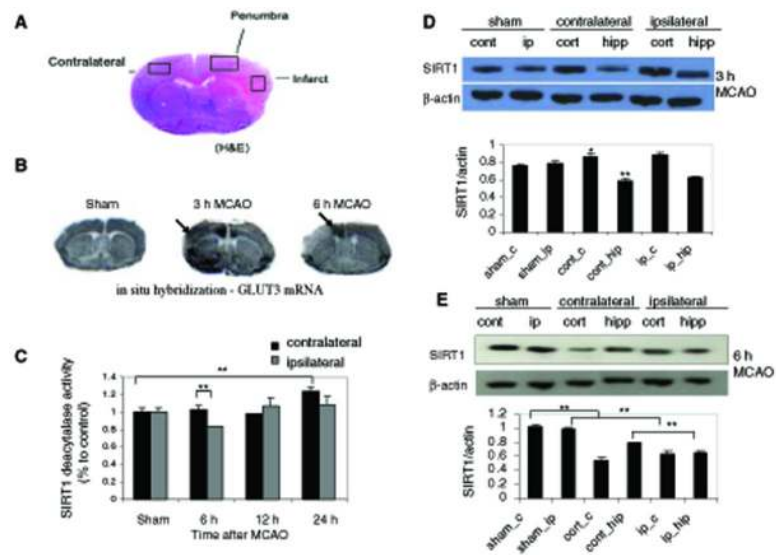 A
Penumbra
Contralateral
Infarct
(H&E)
B
Sham
3 h MCAO
6 h MCAO
in situ hybridization - GLUT3 mRNA
C
contralateral
ipsilateral
SIRT1 deacytalase activity
(% to control)
1.4
1.2
1
0.8
0.6
0.4
0.2
0
**
**
Sham
6 h
12 h
24 h
Time after MCAO
D
sham
contralateral
ipsilateral
cont
ip
cort
hipp
cort
hipp
SIRT1
3 h
MCAO
β-actin
SIRT1/actin
1
0.8
0.6
0.4
0.2
0
*
**
sham_c
sham_ip
cont_c
cont_hip
ip_c
ip_hip
E
sham
contralateral
ipsilateral
cont
ip
cort
hipp
cort
hipp
SIRT1
6 h
MCAO
β-actin
SIRT1/actin
1.2
1
0.8
0.6
0.4
0.2
0
**
**
**
sham_c
sham_ip
cort_c
cont_hip
ip_c
ip_hip